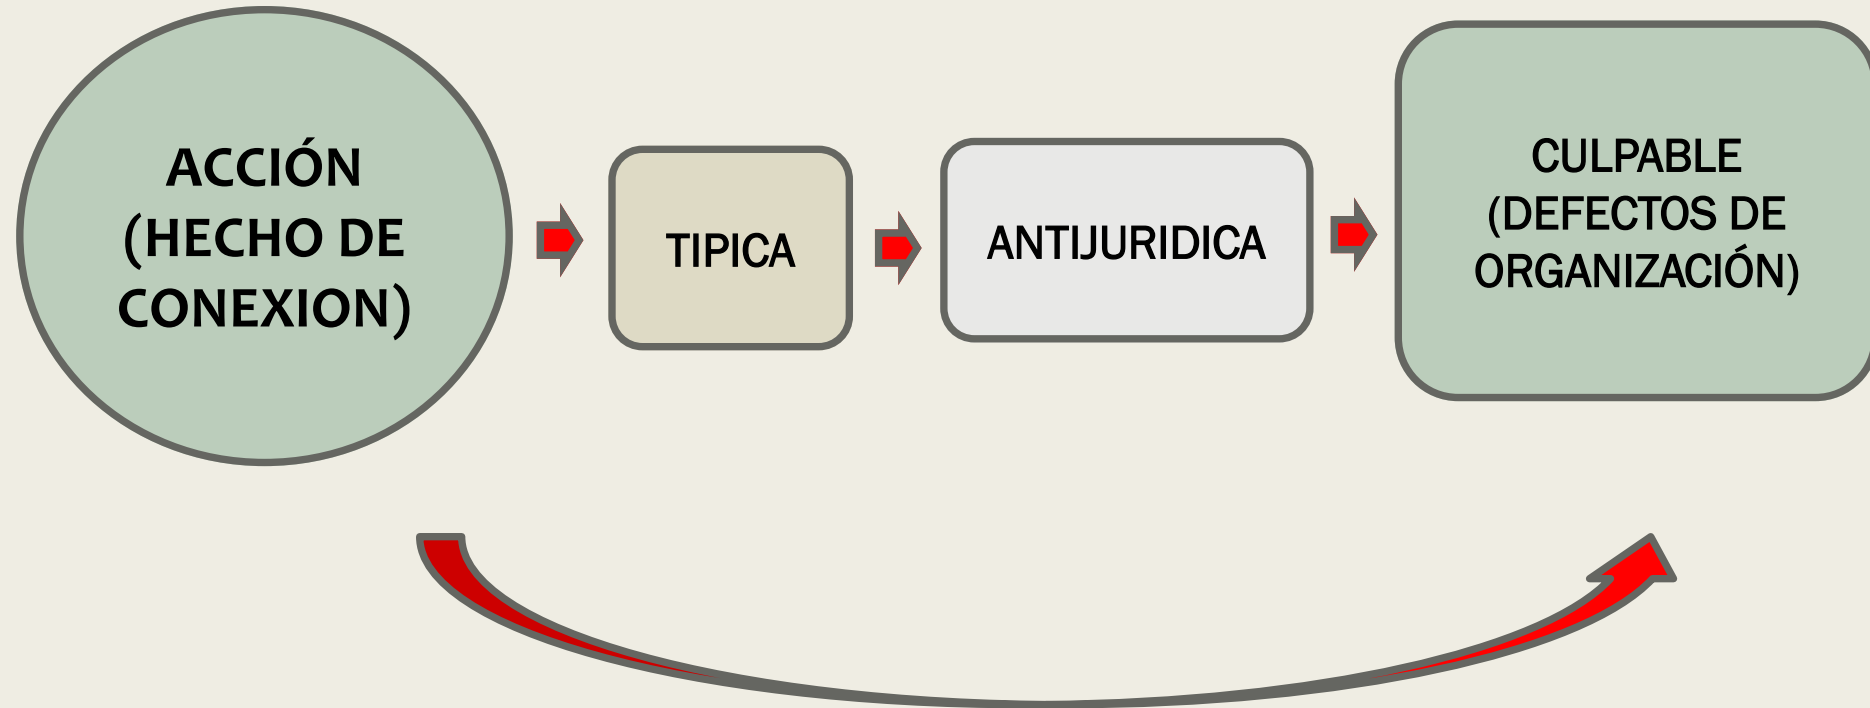 ACCIÓN
(HECHO DE
CONEXION)
TIPICA
ANTIJURIDICA
CULPABLE
(DEFECTOS DE
ORGANIZACIÓN)